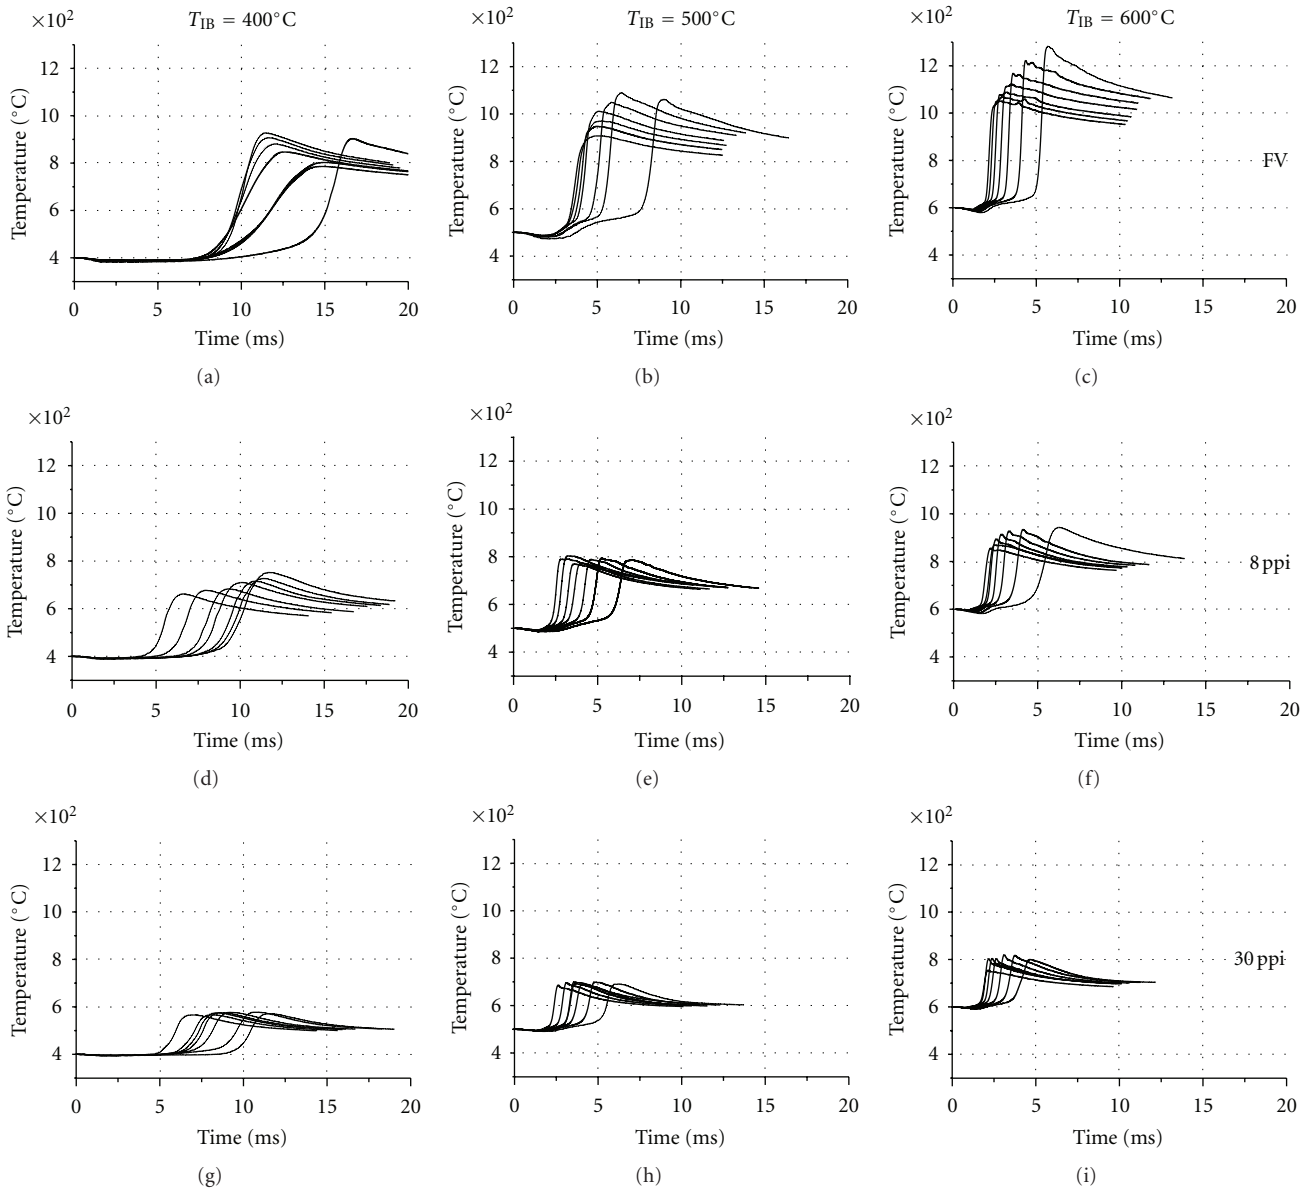 ×10² T_IB = 400°C
12
10
8
6
4
Temperature (°C)
0 5 10 15 20
Time (ms)
(a)
×10² T_IB = 500°C
12
10
8
6
4
Temperature (°C)
0 5 10 15 20
Time (ms)
(b)
×10² T_IB = 600°C
12
10
8
6
4
Temperature (°C)
FV
0 5 10 15 20
Time (ms)
(c)
×10²
12
10
8
6
4
Temperature (°C)
0 5 10 15 20
Time (ms)
(d)
×10²
12
10
8
6
4
Temperature (°C)
0 5 10 15 20
Time (ms)
(e)
×10²
12
10
8
6
4
Temperature (°C)
8 ppi
0 5 10 15 20
Time (ms)
(f)
×10²
12
10
8
6
4
Temperature (°C)
0 5 10 15 20
Time (ms)
(g)
×10²
12
10
8
6
4
Temperature (°C)
0 5 10 15 20
Time (ms)
(h)
×10²
12
10
8
6
4
Temperature (°C)
30 ppi
0 5 10 15 20
Time (ms)
(i)